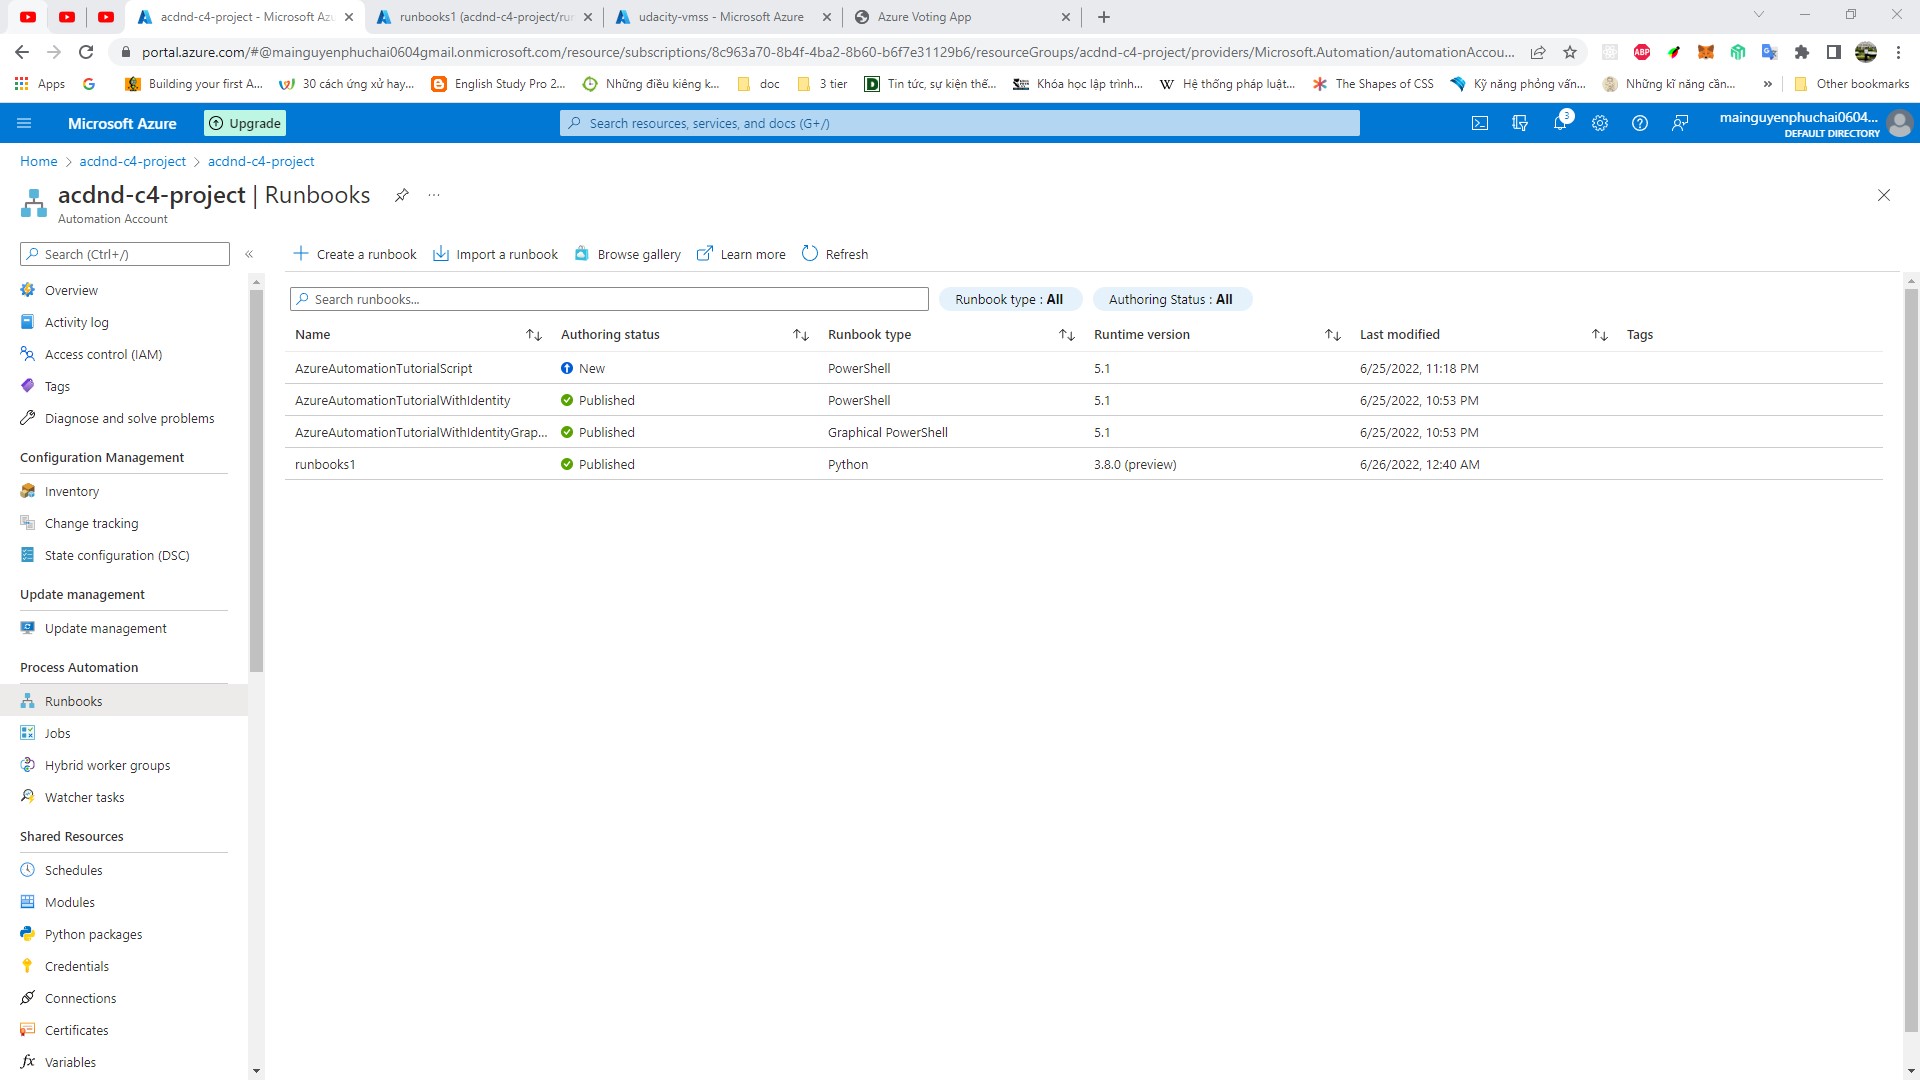 acdnd-c4-project - Microsoft Azu
runbooks1 (acdnd-c4-project/run
udacity-vmss - Microsoft Azure
Azure Voting App
portal.azure.com/#@mainguyenphuchai0604gmail.onmicrosoft.com/resource/subscriptions/8c963a70-8b4f-4ba2-8b60-b6f7e31129b6/resourceGroups/acdnd-c4-project/providers/Microsoft.Automation/automationAccou...
ABP
Apps
Building your first A...
30 cách ứng xử hay...
English Study Pro 2...
Những điều kiêng k...
doc
3 tier
Tin tức, sự kiện thế...
Khóa học lập trình...
Hệ thống pháp luật...
The Shapes of CSS
Kỹ năng phỏng vấn...
Những kĩ năng cần...
»
Other bookmarks
Microsoft Azure
Upgrade
Search resources, services, and docs (G+/)
3
mainguyenphuchai0604...
DEFAULT DIRECTORY
Home > acdnd-c4-project > acdnd-c4-project
acdnd-c4-project | Runbooks
...
Automation Account
Search (Ctrl+/)
«
Create a runbook
Import a runbook
Browse gallery
Learn more
Refresh
Search runbooks...
Runbook type : All
Authoring Status : All
Name Authoring status Runbook type Runtime version Last modified Tags
AzureAutomationTutorialScript New PowerShell 5.1 6/25/2022, 11:18 PM
AzureAutomationTutorialWithIdentity Published PowerShell 5.1 6/25/2022, 10:53 PM
AzureAutomationTutorialWithIdentityGrap... Published Graphical PowerShell 5.1 6/25/2022, 10:53 PM
runbooks1 Published Python 3.8.0 (preview) 6/26/2022, 12:40 AM
Overview
Activity log
Access control (IAM)
Tags
Diagnose and solve problems
Configuration Management
Inventory
Change tracking
State configuration (DSC)
Update management
Update management
Process Automation
Runbooks
Jobs
Hybrid worker groups
Watcher tasks
Shared Resources
Schedules
Modules
Python packages
Credentials
Connections
Certificates
fx Variables